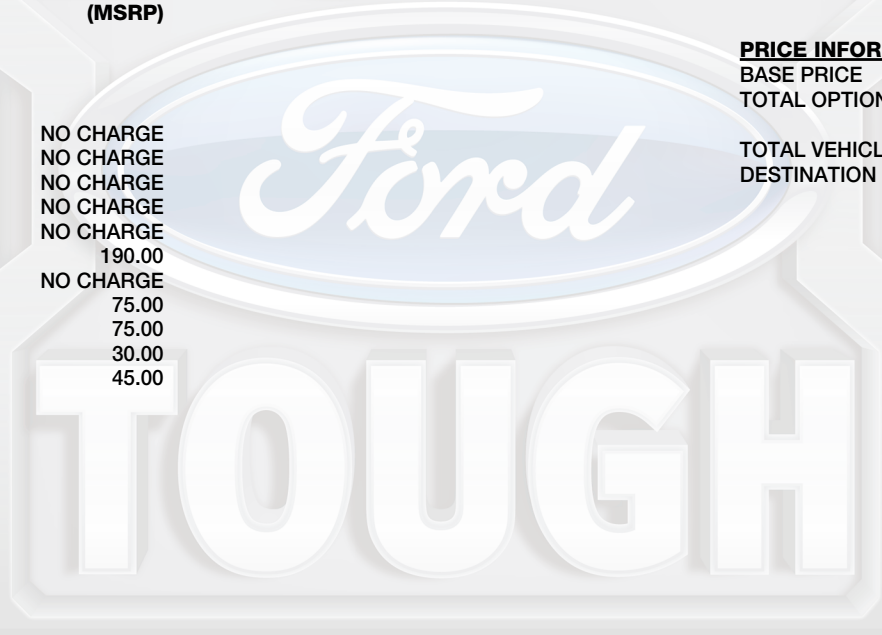 (MSRP)
NO CHARGE
NO CHARGE
NO CHARGE
NO CHARGE
NO CHARGE
190.00
NO CHARGE
75.00
75.00
30.00
45.00
PRICE INFOR
BASE PRICE
TOTAL OPTION
TOTAL VEHICL
DESTINATION
Ford
TOUGH